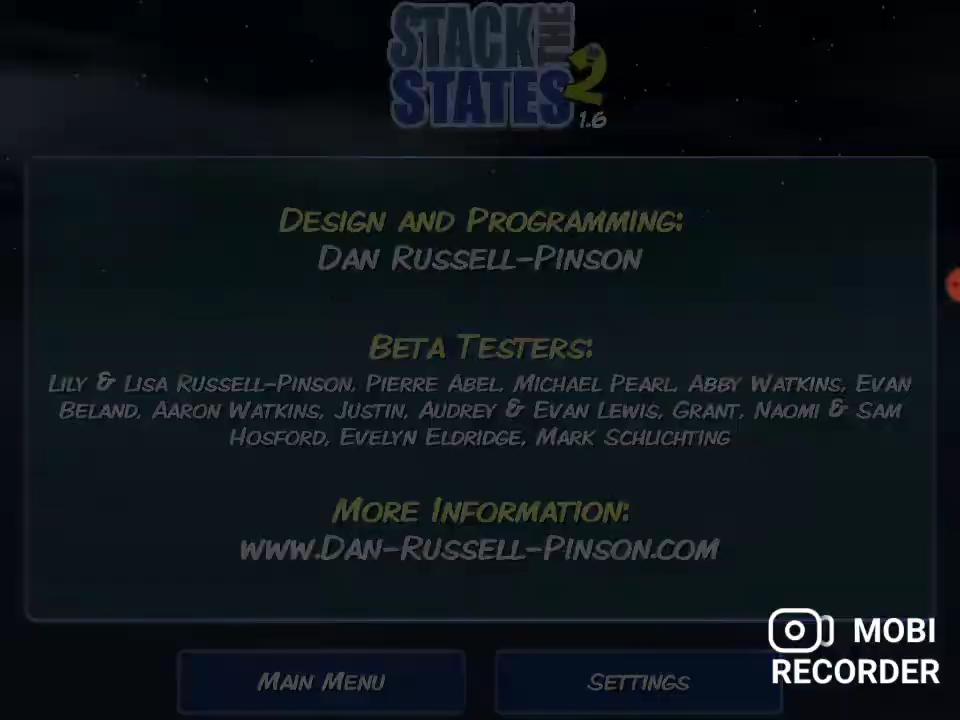 STACK THE
STATES 2
1.6
DESIGN AND PROGRAMMING:
DAN RUSSELL-PINSON
BETA TESTERS:
LILY & LISA RUSSELL-PINSON, PIERRE ABEL, MICHAEL PEARL, ABBY WATKINS, EVAN
BELAND, AARON WATKINS, JUSTIN, AUDREY & EVAN LEWIS, GRANT, NAOMI & SAM
HOSFORD, EVELYN ELDRIDGE, MARK SCHLICHTING
MORE INFORMATION:
WWW.DAN-RUSSELL-PINSON.COM
MOBI
RECORDER
MAIN MENU
SETTINGS